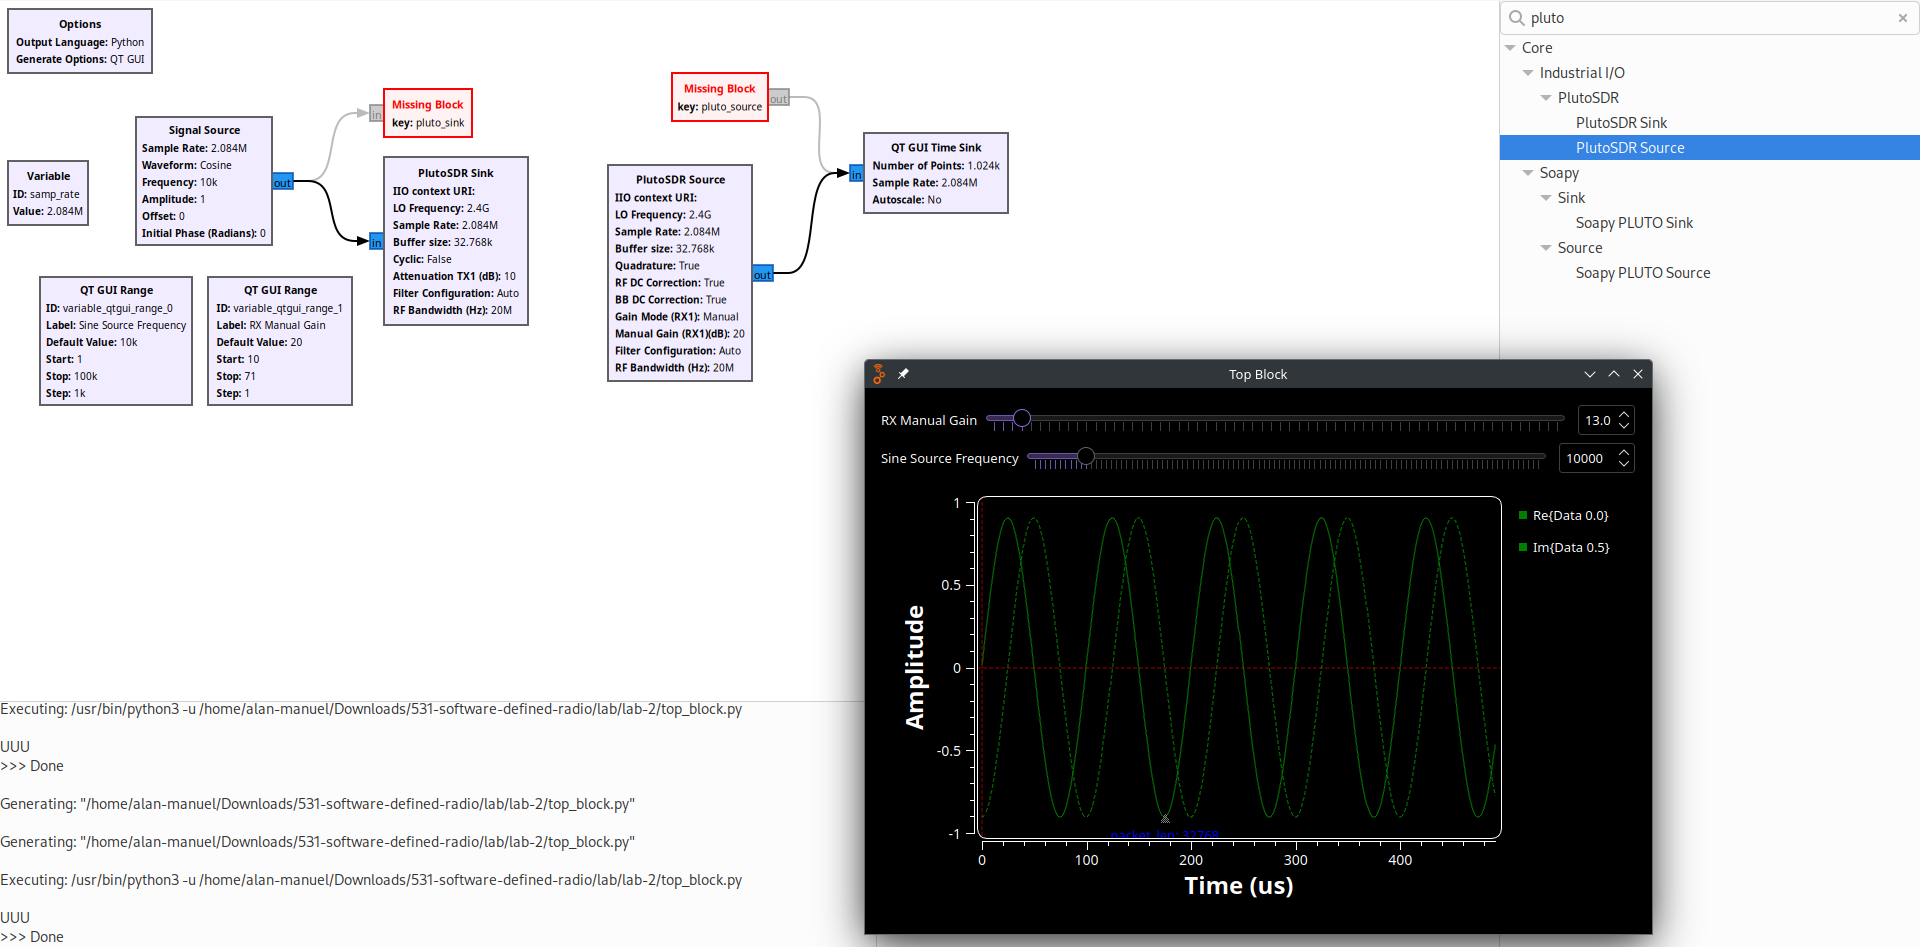 Options
Output Language: Python
Generate Options: QT GUI
Variable
ID: samp_rate
Value: 2.084M
Signal Source
Sample Rate: 2.084M
Waveform: Cosine
Frequency: 10k
Amplitude: 1
Offset: 0
Initial Phase (Radians): 0
out
in
Missing Block
key: pluto_sink
in
PlutoSDR Sink
IIO context URI:
LO Frequency: 2.4G
Sample Rate: 2.084M
Buffer size: 32.768k
Cyclic: False
Attenuation TX1 (dB): 10
Filter Configuration: Auto
RF Bandwidth (Hz): 20M
QT GUI Range
ID: variable_qtgui_range_0
Label: Sine Source Frequency
Default Value: 10k
Start: 1
Stop: 100k
Step: 1k
QT GUI Range
ID: variable_qtgui_range_1
Label: RX Manual Gain
Default Value: 20
Start: 10
Stop: 71
Step: 1
Missing Block
key: pluto_source
out
PlutoSDR Source
IIO context URI:
LO Frequency: 2.4G
Sample Rate: 2.084M
Buffer size: 32.768k
Quadrature: True
RF DC Correction: True
BB DC Correction: True
Gain Mode (RX1): Manual
Manual Gain (RX1)(dB): 20
Filter Configuration: Auto
RF Bandwidth (Hz): 20M
out
in
QT GUI Time Sink
Number of Points: 1.024k
Sample Rate: 2.084M
Autoscale: No
pluto
Core
Industrial I/O
PlutoSDR
PlutoSDR Sink
PlutoSDR Source
Soapy
Sink
Soapy PLUTO Sink
Source
Soapy PLUTO Source
Top Block
RX Manual Gain
13.0
Sine Source Frequency
10000
1
0.5
0
-0.5
-1
Amplitude
Re{Data 0.0}
Im{Data 0.5}
packet_len: 32768
0 100 200 300 400
Time (us)
Executing: /usr/bin/python3 -u /home/alan-manuel/Downloads/531-software-defined-radio/lab/lab-2/top_block.py
UUU
>>> Done
Generating: "/home/alan-manuel/Downloads/531-software-defined-radio/lab/lab-2/top_block.py"
Generating: "/home/alan-manuel/Downloads/531-software-defined-radio/lab/lab-2/top_block.py"
Executing: /usr/bin/python3 -u /home/alan-manuel/Downloads/531-software-defined-radio/lab/lab-2/top_block.py
UUU
>>> Done